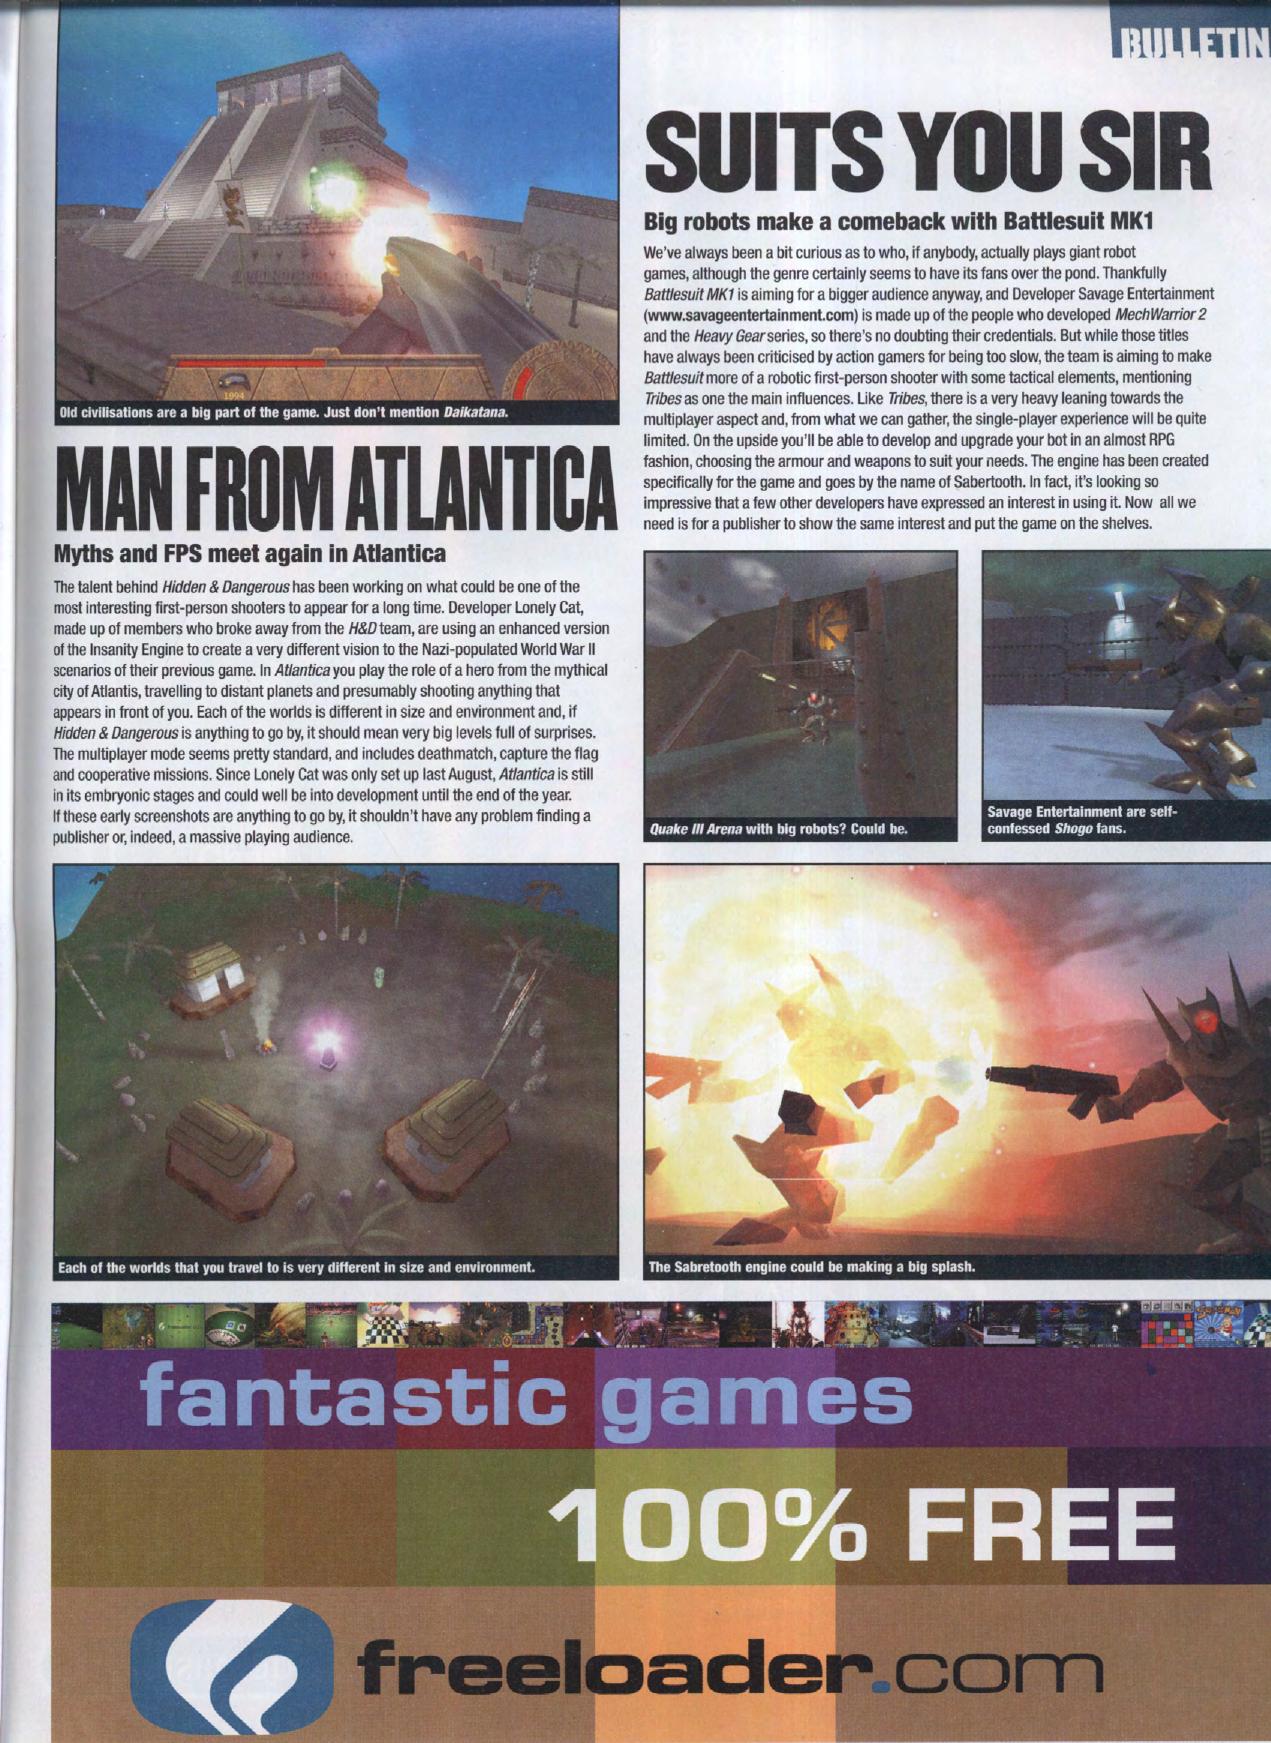 BULLETIN
Old civilisations are a big part of the game. Just don't mention Daikatana.
1994
MAN FROM ATLANTICA
Myths and FPS meet again in Atlantica
The talent behind Hidden & Dangerous has been working on what could be one of the
most interesting first-person shooters to appear for a long time. Developer Lonely Cat,
made up of members who broke away from the H&D team, are using an enhanced version
of the Insanity Engine to create a very different vision to the Nazi-populated World War II
scenarios of their previous game. In Atlantica you play the role of a hero from the mythical
city of Atlantis, travelling to distant planets and presumably shooting anything that
appears in front of you. Each of the worlds is different in size and environment and, if
Hidden & Dangerous is anything to go by, it should mean very big levels full of surprises.
The multiplayer mode seems pretty standard, and includes deathmatch, capture the flag
and cooperative missions. Since Lonely Cat was only set up last August, Atlantica is still
in its embryonic stages and could well be into development until the end of the year.
If these early screenshots are anything to go by, it shouldn't have any problem finding a
publisher or, indeed, a massive playing audience.
Each of the worlds that you travel to is very different in size and environment.
SUITS YOU SIR
Big robots make a comeback with Battlesuit MK1
We've always been a bit curious as to who, if anybody, actually plays giant robot
games, although the genre certainly seems to have its fans over the pond. Thankfully
Battlesuit MK1 is aiming for a bigger audience anyway, and Developer Savage Entertainment
(www.savageentertainment.com) is made up of the people who developed MechWarrior 2
and the Heavy Gear series, so there's no doubting their credentials. But while those titles
have always been criticised by action gamers for being too slow, the team is aiming to make
Battlesuit more of a robotic first-person shooter with some tactical elements, mentioning
Tribes as one the main influences. Like Tribes, there is a very heavy leaning towards the
multiplayer aspect and, from what we can gather, the single-player experience will be quite
limited. On the upside you'll be able to develop and upgrade your bot in an almost RPG
fashion, choosing the armour and weapons to suit your needs. The engine has been created
specifically for the game and goes by the name of Sabertooth. In fact, it's looking so
impressive that a few other developers have expressed an interest in using it. Now all we
need is for a publisher to show the same interest and put the game on the shelves.
Quake III Arena with big robots? Could be.
Savage Entertainment are self-
confessed Shogo fans.
The Sabretooth engine could be making a big splash.
fantastic games
100% FREE
freeloader.com